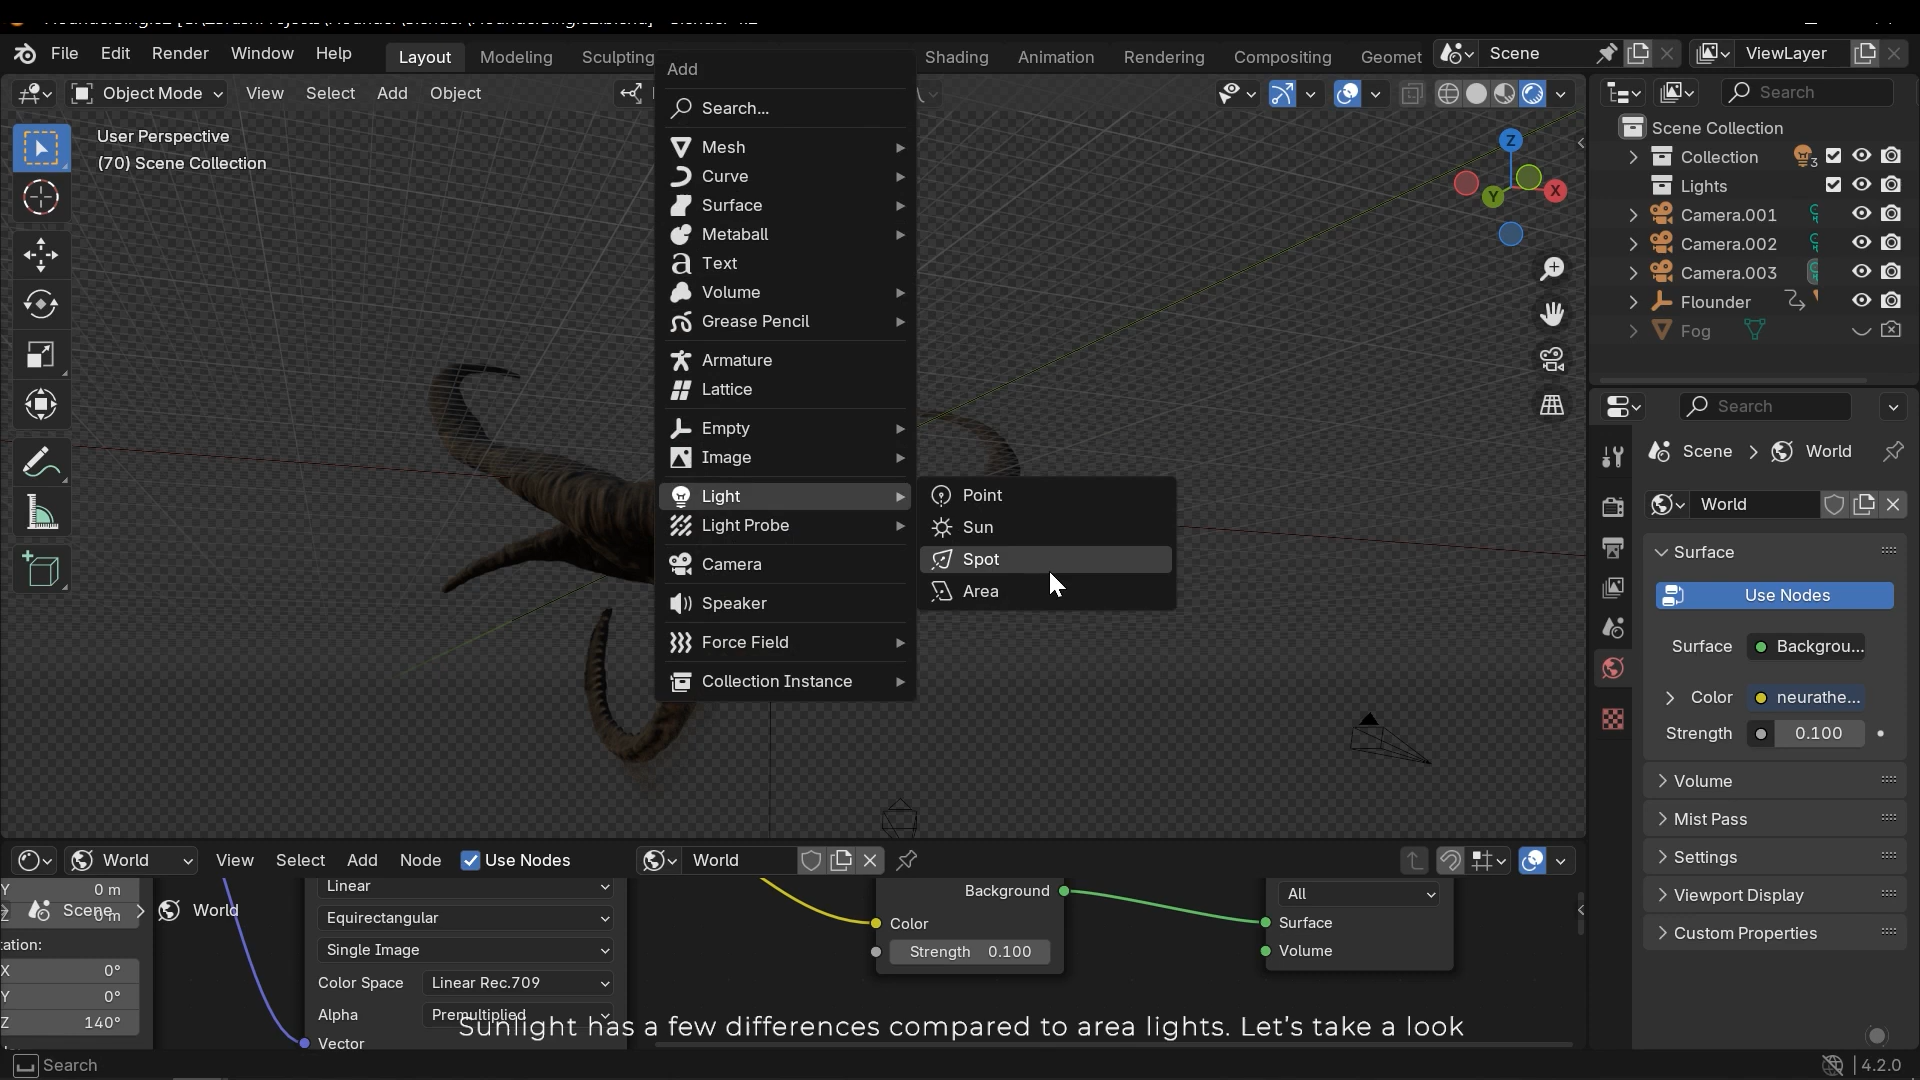 File Edit Render Window Help
Layout Modeling Sculpting Shading Animation Rendering Compositing Geomet
Scene
ViewLayer
Object Mode View Select Add Object
User Perspective
(70) Scene Collection
Add
Search...
Mesh
Curve
Surface
Metaball
Text
Volume
Grease Pencil
Armature
Lattice
Empty
Image
Light
Light Probe
Camera
Speaker
Force Field
Collection Instance
Point
Sun
Spot
Area
Z
X
Y
Search
Scene Collection
Collection 3
Lights
Camera.001
Camera.002
Camera.003
Flounder
Fog
Search
Scene World
World
Surface
Use Nodes
Surface Backgrou...
Color neurathe...
Strength 0.100
Volume
Mist Pass
Settings
Viewport Display
Custom Properties
World View Select Add Node Use Nodes World
Y 0 m
Z 0 m
Scene World
ation:
X 0°
Y 0°
Z 140°
Linear
Equirectangular
Single Image
Color Space Linear Rec.709
Alpha Premultiplied
Vector
Background
Color
Strength 0.100
All
Surface
Volume
Sunlight has a few differences compared to area lights. Let's take a look
Search
4.2.0